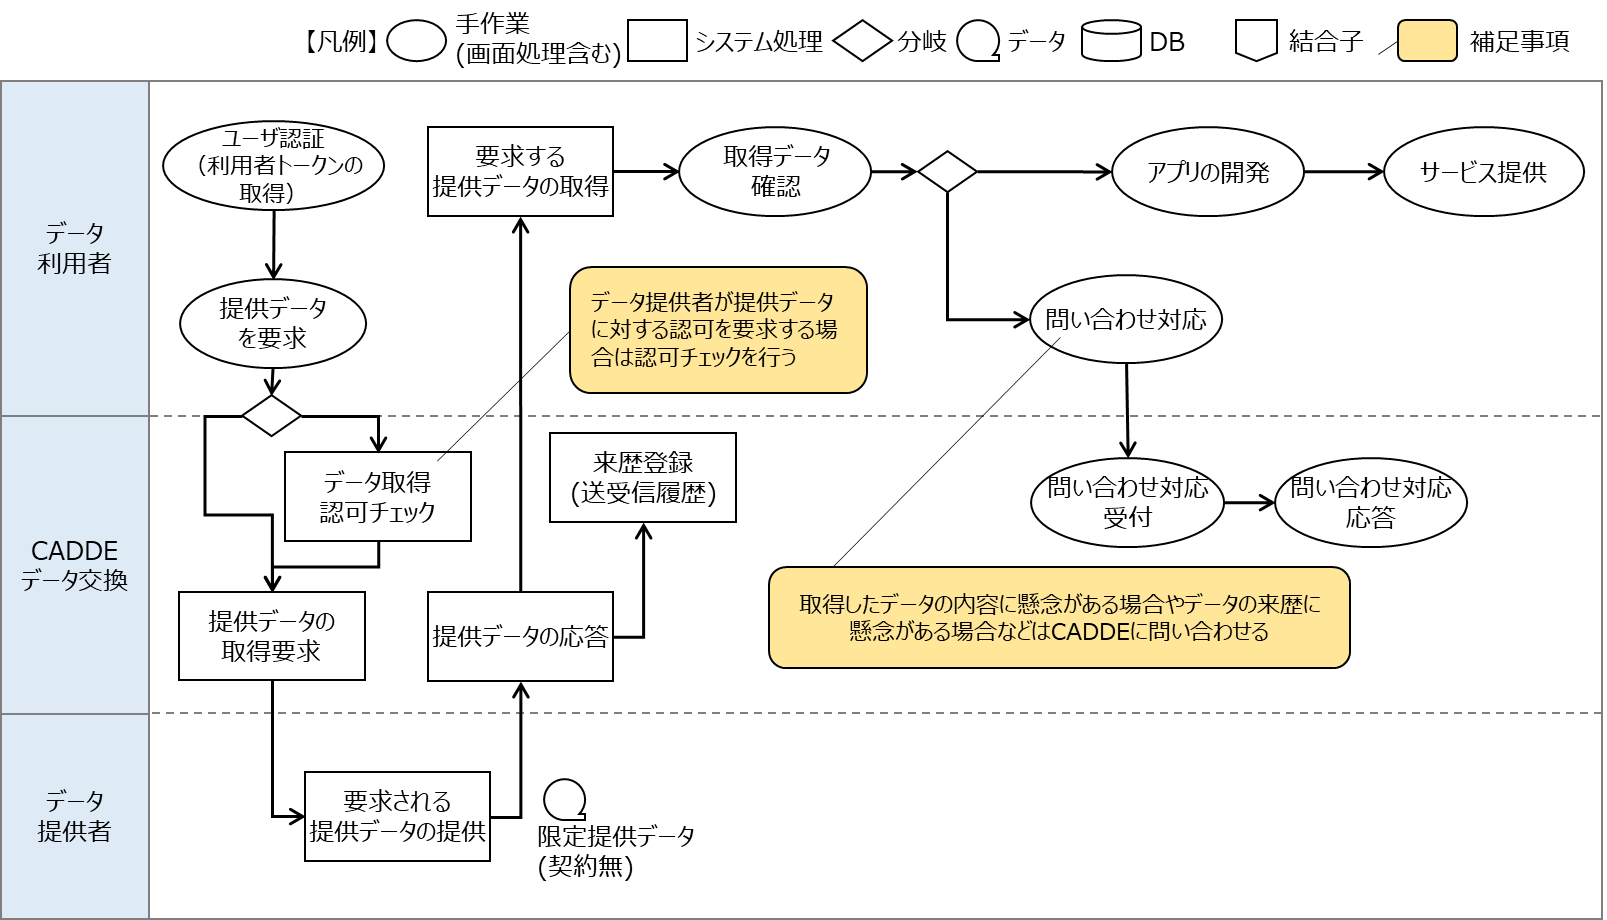 【凡例】
手作業
(画面処理含む)
システム処理
分岐
データ
DB
結合子
補足事項
データ
利用者
ユーザ認証
（利用者トークンの
取得）
提供データ
を要求
要求する
提供データの取得
取得データ
確認
アプリの開発
サービス提供
データ提供者が提供データ
に対する認可を要求する場
合は認可チェックを行う
問い合わせ対応
CADDE
データ交換
データ取得
認可チェック
来歴登録
(送受信履歴)
問い合わせ対応
受付
問い合わせ対応
応答
提供データの
取得要求
提供データの応答
取得したデータの内容に懸念がある場合やデータの来歴に
懸念がある場合などはCADDEに問い合わせる
データ
提供者
要求される
提供データの提供
限定提供データ
(契約無)